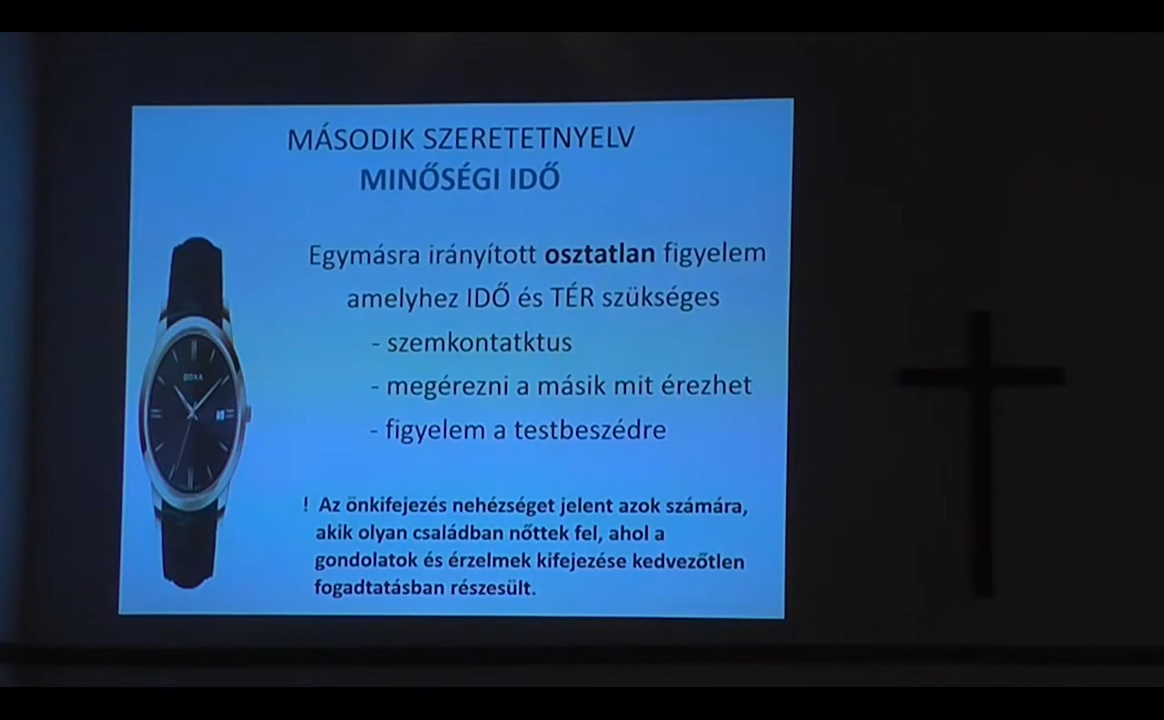 MÁSODIK SZERETETNYELV
MINŐSÉGI IDŐ
Egymásra irányított osztatlan figyelem
amelyhez IDŐ és TÉR szükséges
- szemkontatktus
- megérezni a másik mit érezhet
- figyelem a testbeszédre
DOXA
! Az önkifejezés nehézséget jelent azok számára,
akik olyan családban nőttek fel, ahol a
gondolatok és érzelmek kifejezése kedvezőtlen
fogadtatásban részesült.